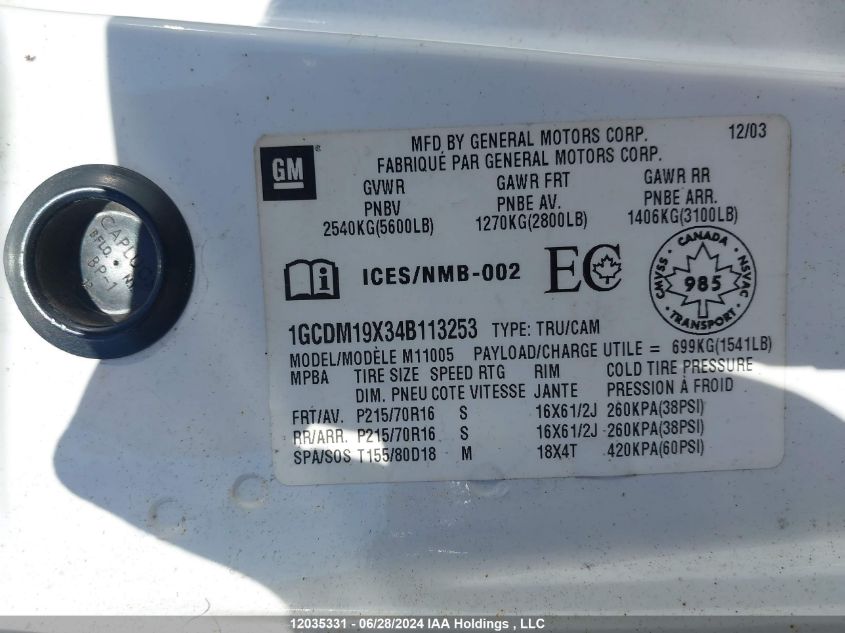 MFD BY GENERAL MOTORS CORP. 12/03
FABRIQUÉ PAR GENERAL MOTORS CORP.
GM
GVWR GAWR FRT GAWR RR
PNBV PNBE AV. PNBE ARR.
2540KG(5600LB) 1270KG(2800LB) 1406KG(3100LB)
ICES/NMB-002 EC
CANADA
CMVSS 985 NSVAC
TRANSPORT
1GCDM19X34B113253 TYPE: TRU/CAM
MODEL/MODÈLE M11005 PAYLOAD/CHARGE UTILE = 699KG(1541LB)
MPBA TIRE SIZE SPEED RTG RIM COLD TIRE PRESSURE
DIM. PNEU COTE VITESSE JANTE PRESSION À FROID
FRT/AV. P215/70R16 S 16X61/2J 260KPA(38PSI)
RR/ARR. P215/70R16 S 16X61/2J 260KPA(38PSI)
SPA/SOS T155/80D18 M 18X4T 420KPA(60PSI)
CAPLUGS
BFLO.
BP-1
12035331 - 06/28/2024 IAA Holdings , LLC